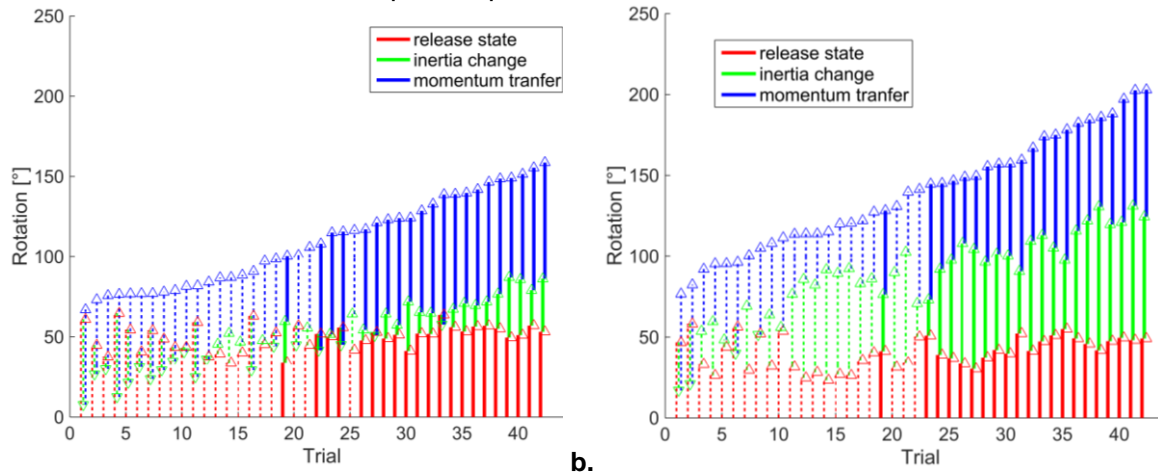 250
200
150
100
50
0
Rotation [°]
0 5 10 15 20 25 30 35 40
Trial
release state
inertia change
momentum tranfer
b.
250
200
150
100
50
0
Rotation [°]
0 5 10 15 20 25 30 35 40
Trial
release state
inertia change
momentum tranfer